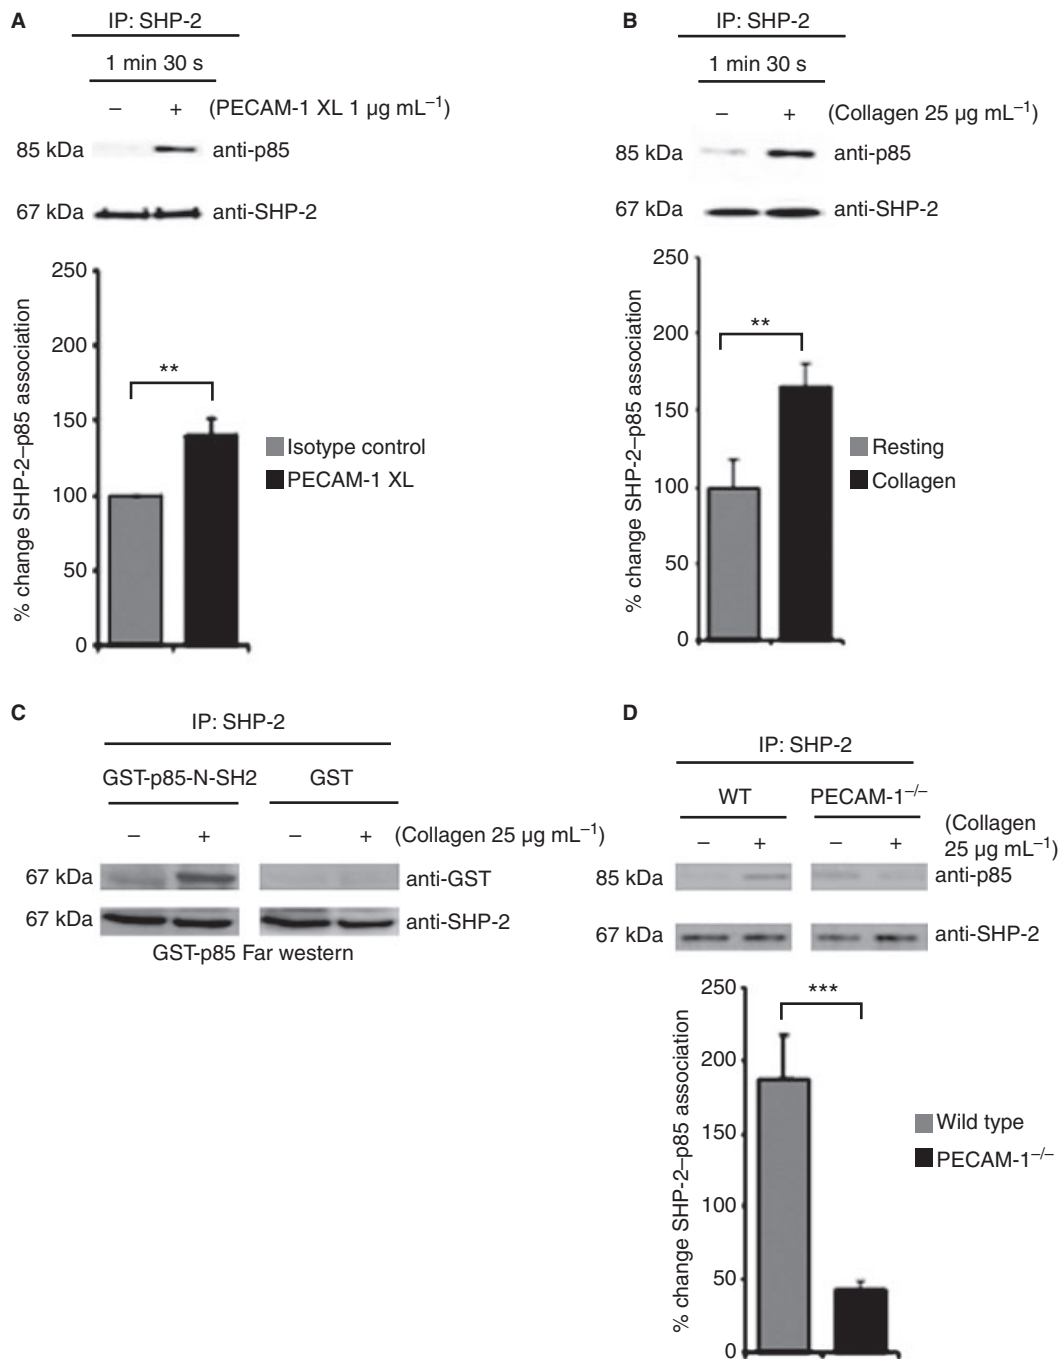 A
IP: SHP-2
1 min 30 s
– + (PECAM-1 XL 1 µg mL⁻¹)
85 kDa anti-p85
67 kDa anti-SHP-2
% change SHP-2–p85 association
250
200
150
100
50
0
**
Isotype control
PECAM-1 XL
B
IP: SHP-2
1 min 30 s
– + (Collagen 25 µg mL⁻¹)
85 kDa anti-p85
67 kDa anti-SHP-2
% change SHP-2–p85 association
250
200
150
100
50
0
**
Resting
Collagen
C
IP: SHP-2
GST-p85-N-SH2 GST
– + – + (Collagen 25 µg mL⁻¹)
67 kDa anti-GST
67 kDa anti-SHP-2
GST-p85 Far western
D
IP: SHP-2
WT PECAM-1⁻/⁻
– + – + (Collagen
25 µg mL⁻¹)
85 kDa anti-p85
67 kDa anti-SHP-2
% change SHP-2–p85 association
250
200
150
100
50
0
***
Wild type
PECAM-1⁻/⁻